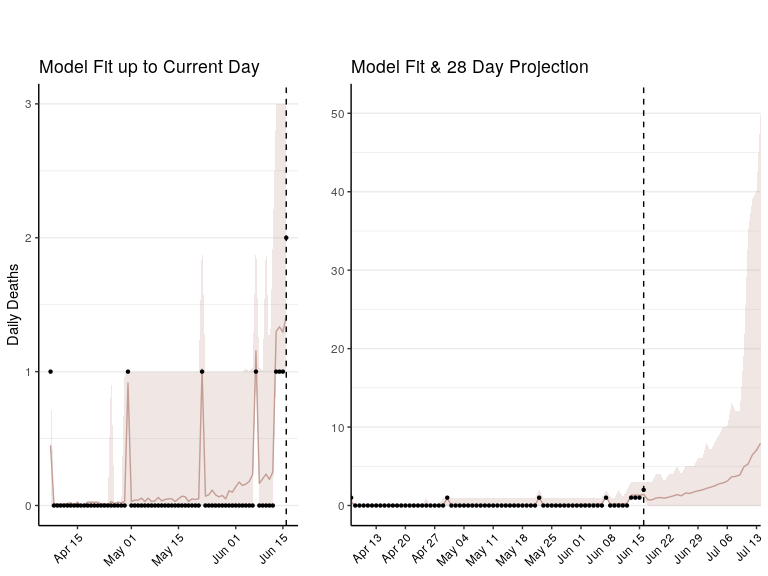 Model Fit up to Current Day
Model Fit & 28 Day Projection
Daily Deaths
3
2
1
0
Apr 15
May 01
May 15
Jun 01
Jun 15
50
40
30
20
10
0
Apr 13
Apr 20
Apr 27
May 04
May 11
May 18
May 25
Jun 01
Jun 08
Jun 15
Jun 22
Jun 29
Jul 06
Jul 13